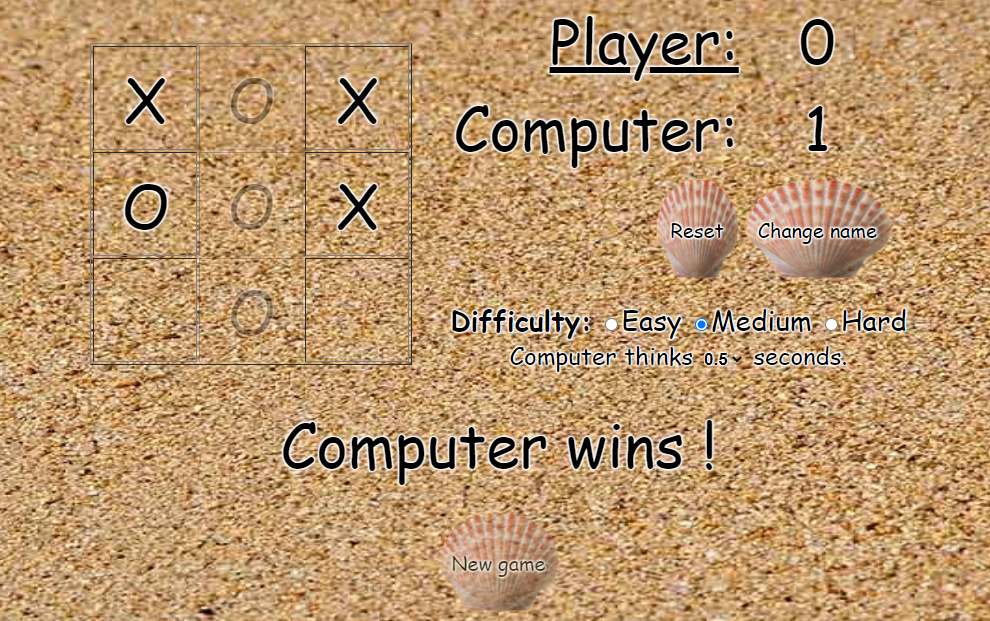 Player: 0
Computer: 1
X O X
O O X
O
Reset Change name
Difficulty: Easy Medium Hard
Computer thinks 0.5 seconds.
Computer wins !
New game